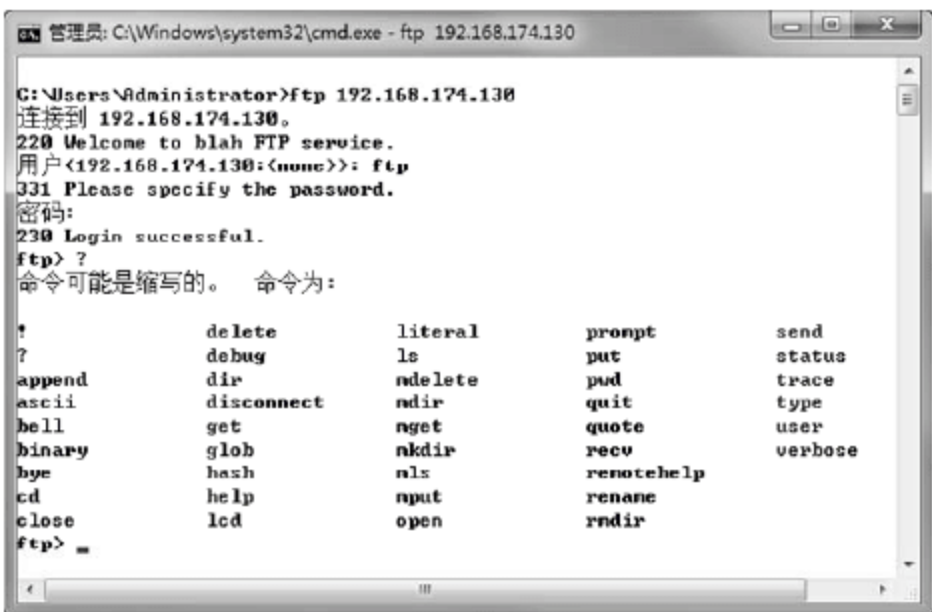 管理员: C:\Windows\system32\cmd.exe - ftp 192.168.174.130
C:\Users\Administrator>ftp 192.168.174.130
连接到 192.168.174.130。
220 Welcome to blah FTP service.
用户(192.168.174.130:(none)): ftp
331 Please specify the password.
密码:
230 Login successful.
ftp> ?
命令可能是缩写的。 命令为:
! delete literal prompt send
? debug ls put status
append dir mdelete pwd trace
ascii disconnect mdir quit type
bell get mget quote user
binary glob mkdir recv verbose
bye hash mls remotehelp
cd help mput rename
close lcd open rmdir
ftp>